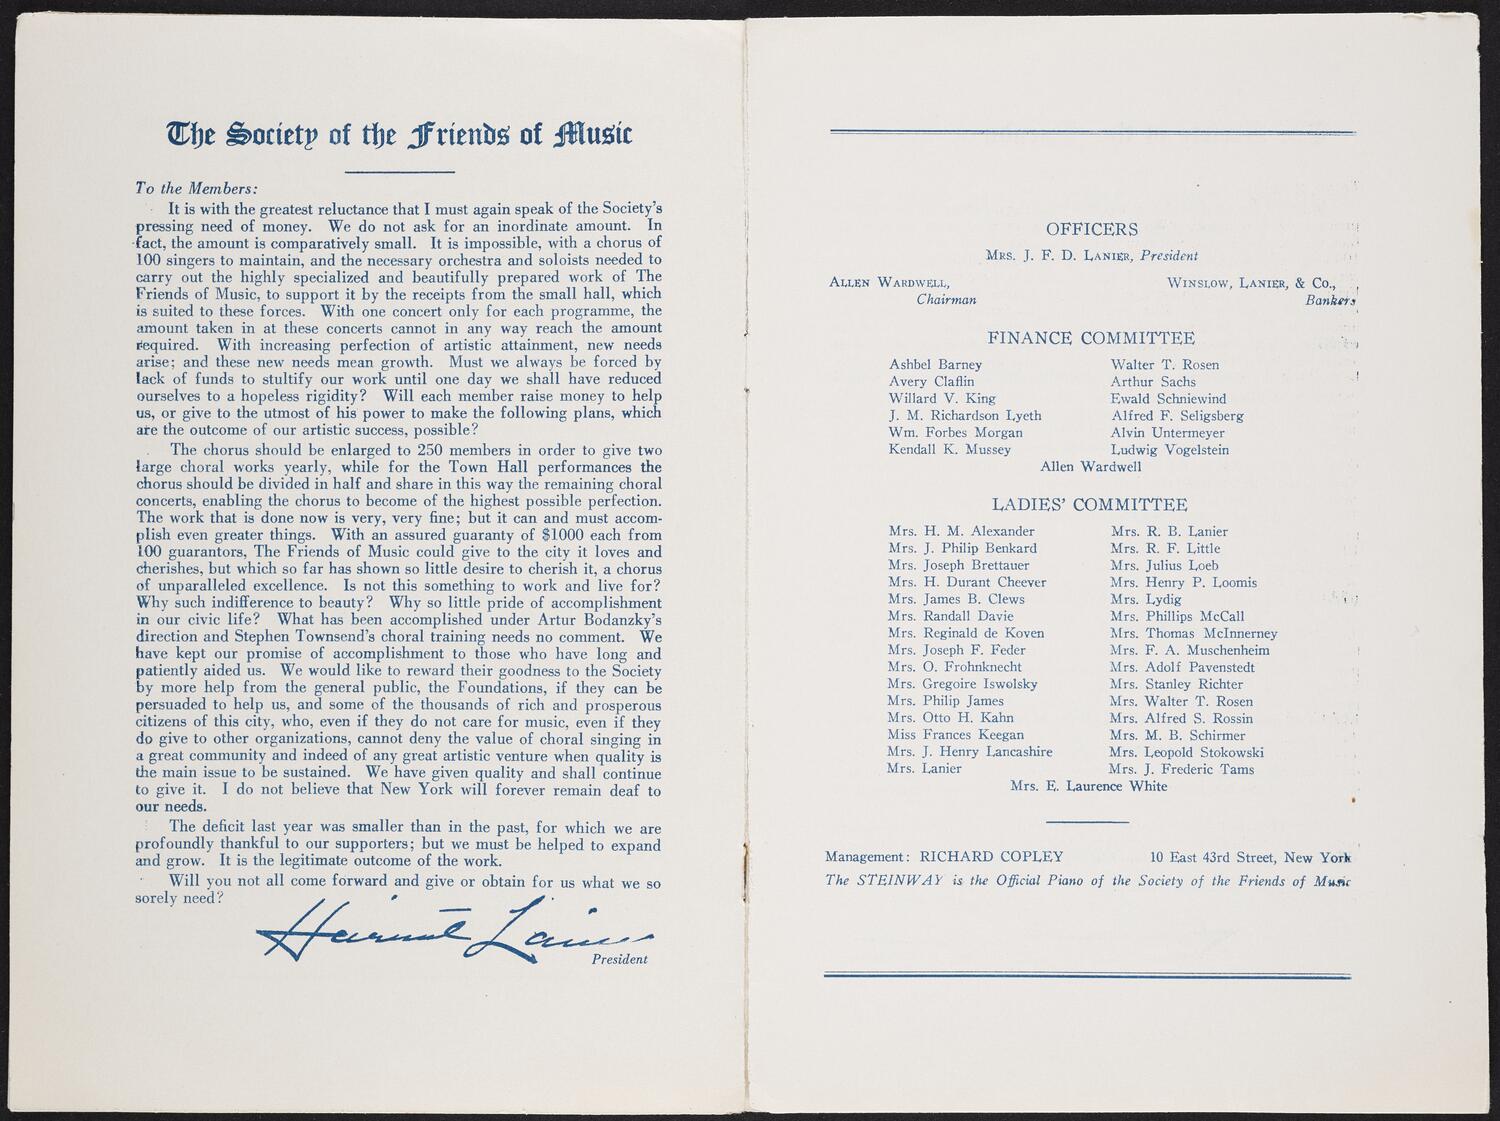 The Society of the Friends of Music
To the Members:
It is with the greatest reluctance that I must again speak of the Society's
pressing need of money. We do not ask for an inordinate amount. In
fact, the amount is comparatively small. It is impossible, with a chorus of
100 singers to maintain, and the necessary orchestra and soloists needed to
carry out the highly specialized and beautifully prepared work of The
Friends of Music, to support it by the receipts from the small hall, which
is suited to these forces. With one concert only for each programme, the
amount taken in at these concerts cannot in any way reach the amount
required. With increasing perfection of artistic attainment, new needs
arise; and these new needs mean growth. Must we always be forced by
lack of funds to stultify our work until one day we shall have reduced
ourselves to a hopeless rigidity? Will each member raise money to help
us, or give to the utmost of his power to make the following plans, which
are the outcome of our artistic success, possible?
The chorus should be enlarged to 250 members in order to give two
large choral works yearly, while for the Town Hall performances the
chorus should be divided in half and share in this way the remaining choral
concerts, enabling the chorus to become of the highest possible perfection.
The work that is done now is very, very fine; but it can and must accom-
plish even greater things. With an assured guaranty of $1000 each from
100 guarantors, The Friends of Music could give to the city it loves and
cherishes, but which so far has shown so little desire to cherish it, a chorus
of unparalleled excellence. Is not this something to work and live for?
Why such indifference to beauty? Why so little pride of accomplishment
in our civic life? What has been accomplished under Artur Bodanzky's
direction and Stephen Townsend's choral training needs no comment. We
have kept our promise of accomplishment to those who have long and
patiently aided us. We would like to reward their goodness to the Society
by more help from the general public, the Foundations, if they can be
persuaded to help us, and some of the thousands of rich and prosperous
citizens of this city, who, even if they do not care for music, even if they
do give to other organizations, cannot deny the value of choral singing in
a great community and indeed of any great artistic venture when quality is
the main issue to be sustained. We have given quality and shall continue
to give it. I do not believe that New York will forever remain deaf to
our needs.
The deficit last year was smaller than in the past, for which we are
profoundly thankful to our supporters; but we must be helped to expand
and grow. It is the legitimate outcome of the work.
Will you not all come forward and give or obtain for us what we so
sorely need?
Harriet Lanier
President
OFFICERS
Mrs. J. F. D. Lanier, President
Allen Wardwell,
Chairman
Winslow, Lanier, & Co.,
Bankers
FINANCE COMMITTEE
Ashbel Barney
Avery Claflin
Willard V. King
J. M. Richardson Lyeth
Wm. Forbes Morgan
Kendall K. Mussey
Walter T. Rosen
Arthur Sachs
Ewald Schniewind
Alfred F. Seligsberg
Alvin Untermeyer
Ludwig Vogelstein
Allen Wardwell
LADIES' COMMITTEE
Mrs. H. M. Alexander
Mrs. J. Philip Benkard
Mrs. Joseph Brettauer
Mrs. H. Durant Cheever
Mrs. James B. Clews
Mrs. Randall Davie
Mrs. Reginald de Koven
Mrs. Joseph F. Feder
Mrs. O. Frohnknecht
Mrs. Gregoire Iswolsky
Mrs. Philip James
Mrs. Otto H. Kahn
Miss Frances Keegan
Mrs. J. Henry Lancashire
Mrs. Lanier
Mrs. R. B. Lanier
Mrs. R. F. Little
Mrs. Julius Loeb
Mrs. Henry P. Loomis
Mrs. Lydig
Mrs. Phillips McCall
Mrs. Thomas McInnerney
Mrs. F. A. Muschenheim
Mrs. Adolf Pavenstedt
Mrs. Stanley Richter
Mrs. Walter T. Rosen
Mrs. Alfred S. Rossin
Mrs. M. B. Schirmer
Mrs. Leopold Stokowski
Mrs. J. Frederic Tams
Mrs. E. Laurence White
Management: RICHARD COPLEY 10 East 43rd Street, New York
The STEINWAY is the Official Piano of the Society of the Friends of Music